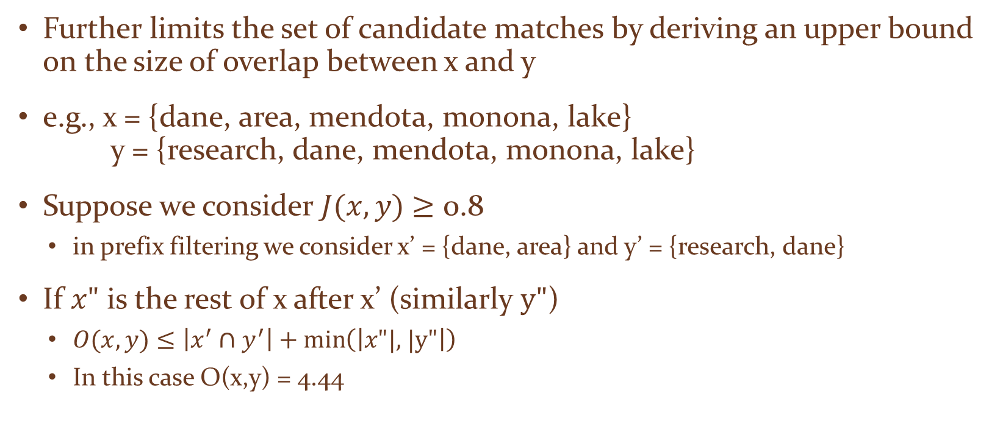 • Further limits the set of candidate matches by deriving an upper bound
on the size of overlap between x and y
• e.g., x = {dane, area, mendota, monona, lake}
y = {research, dane, mendota, monona, lake}
• Suppose we consider J(x, y) ≥ 0.8
• in prefix filtering we consider x’ = {dane, area} and y’ = {research, dane}
• If x" is the rest of x after x’ (similarly y")
• O(x, y) ≤ |x′ ∩ y′| + min(|x"|, |y"|)
• In this case O(x,y) = 4.44